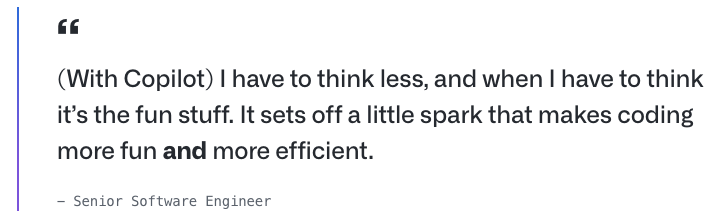 “
(With Copilot) I have to think less, and when I have to think
it’s the fun stuff. It sets off a little spark that makes coding
more fun and more efficient.
– Senior Software Engineer